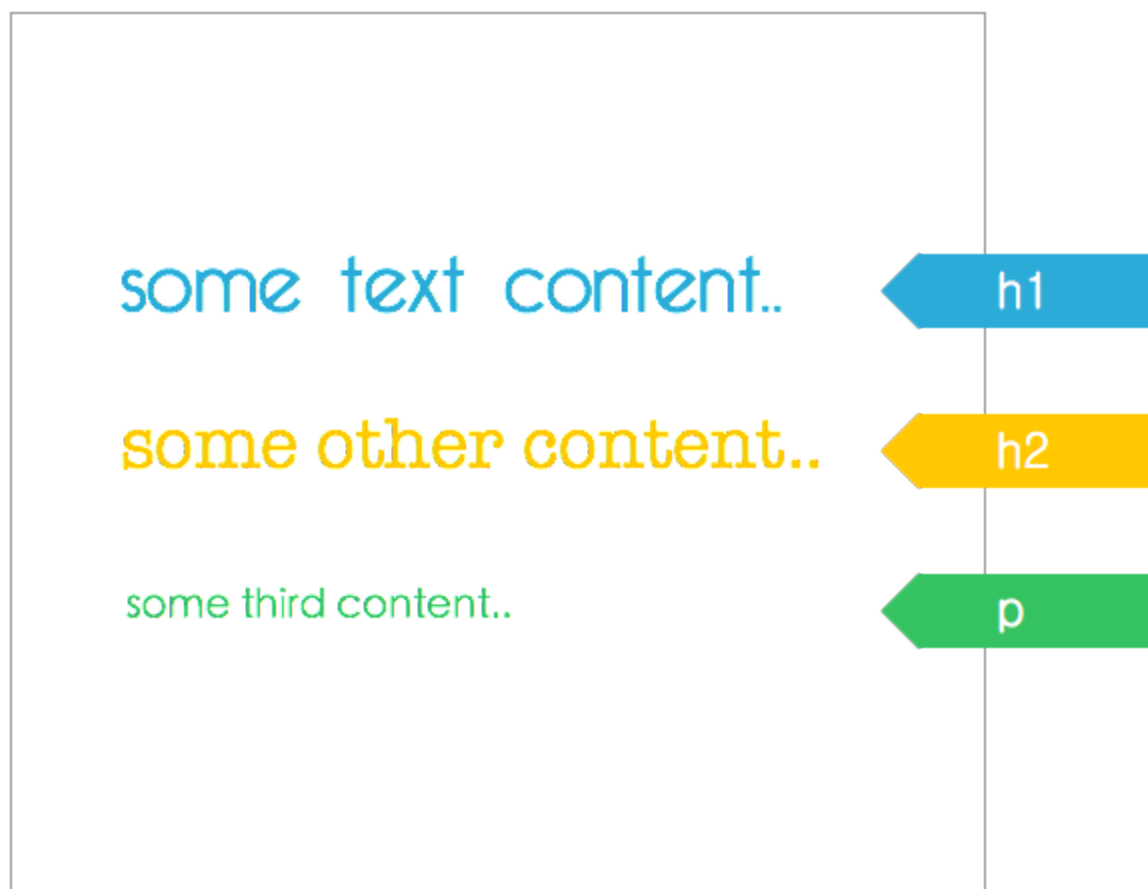 some text content..
h1
some other content..
h2
some third content..
p